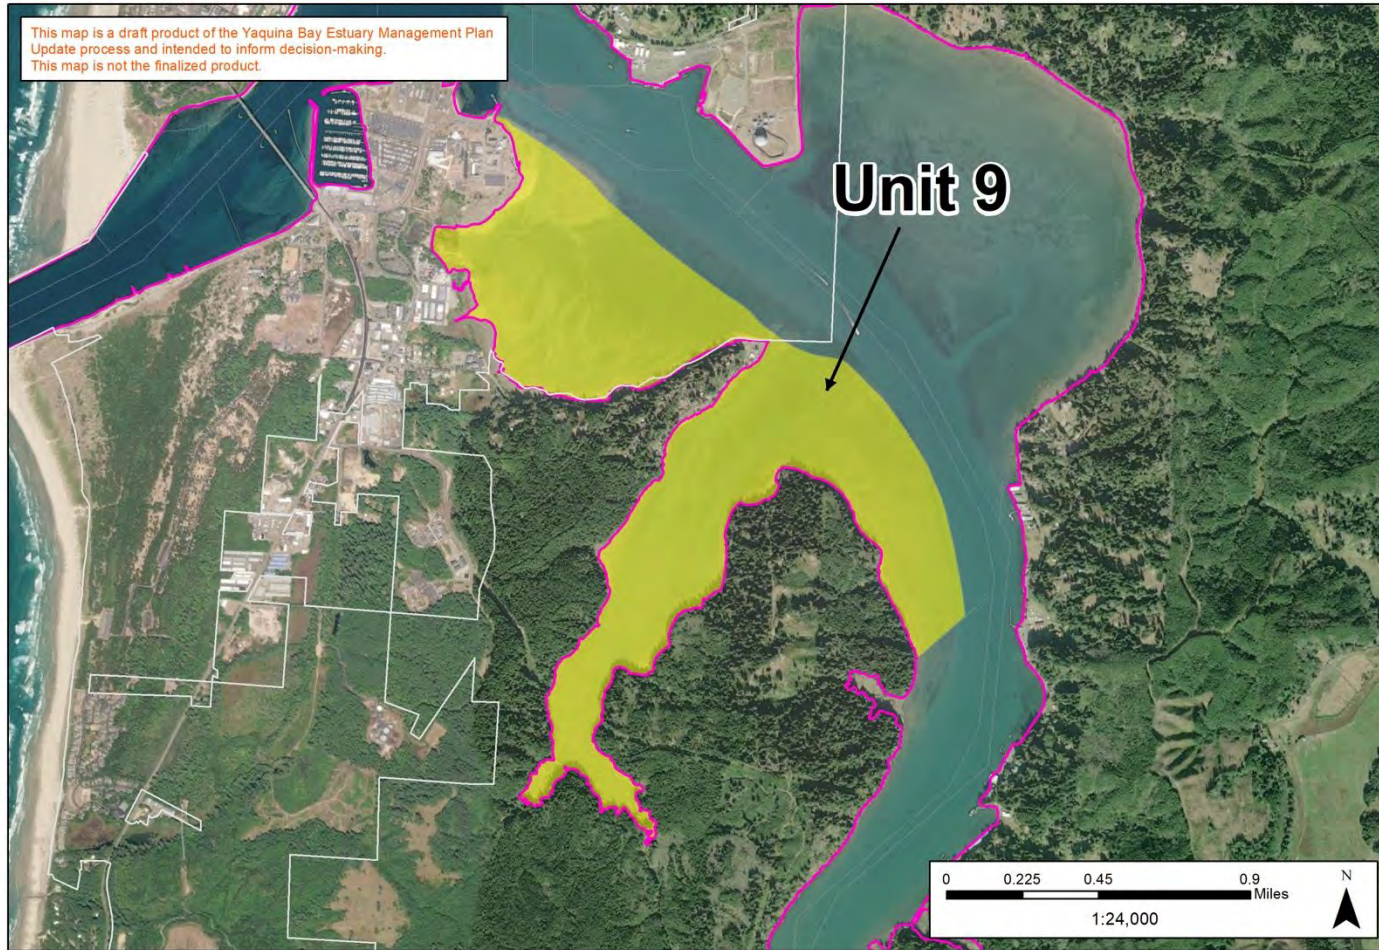 This map is a draft product of the Yaquina Bay Estuary Management Plan
Update process and intended to inform decision-making.
This map is not the finalized product.
Unit 9
0 0.225 0.45 0.9
Miles
1:24,000
N